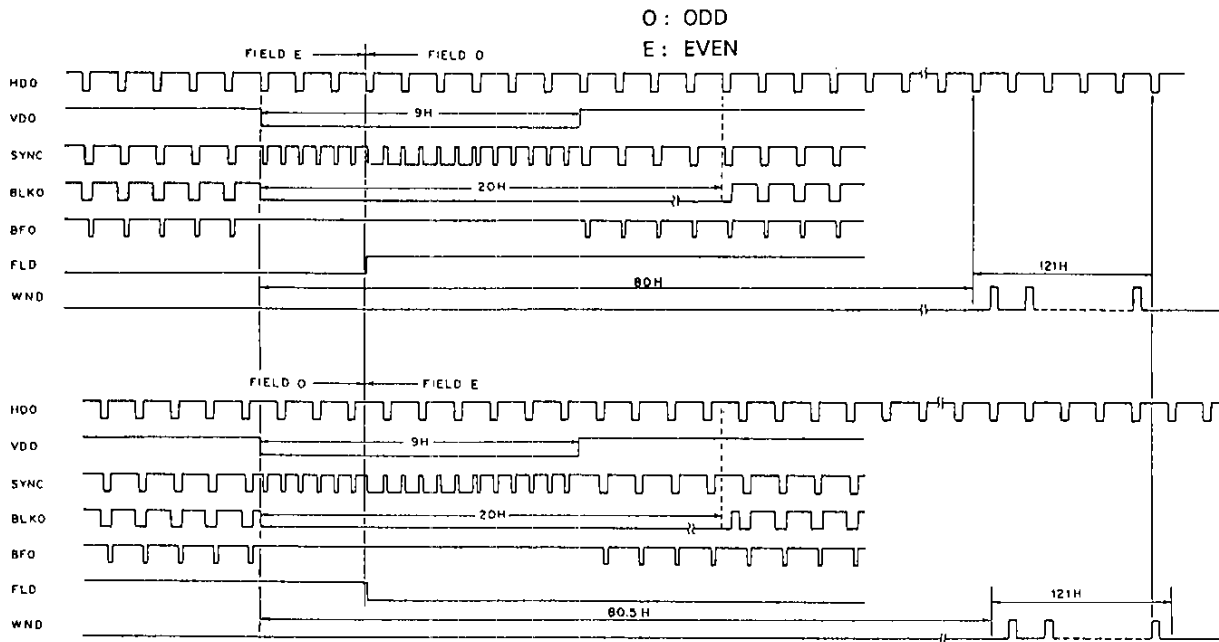 O : ODD
E : EVEN
FIELD E
FIELD O
HDO
VDO
9H
SYNC
BLKO
20H
BFO
FLD
80H
121H
WND
FIELD O
FIELD E
HDO
VDO
9H
SYNC
BLKO
20H
BFO
FLD
80.5H
121H
WND